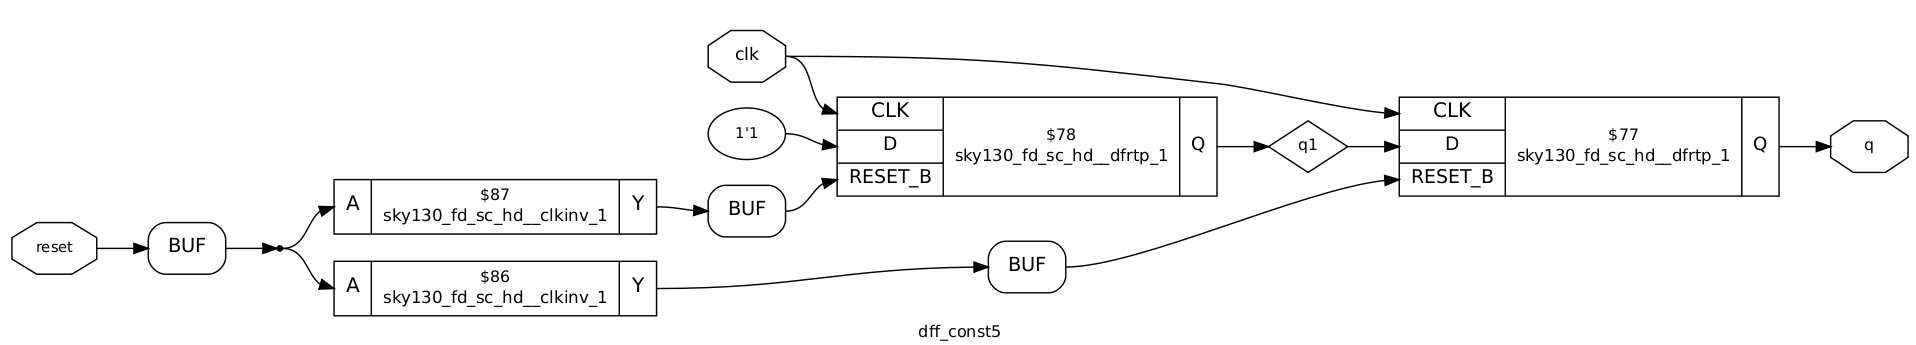 clk
1'1
CLK
D
RESET_B
$78
sky130_fd_sc_hd__dfrtp_1
Q
q1
CLK
D
RESET_B
$77
sky130_fd_sc_hd__dfrtp_1
Q
q
reset
BUF
A
$87
sky130_fd_sc_hd__clkinv_1
Y
BUF
A
$86
sky130_fd_sc_hd__clkinv_1
Y
BUF
dff_const5